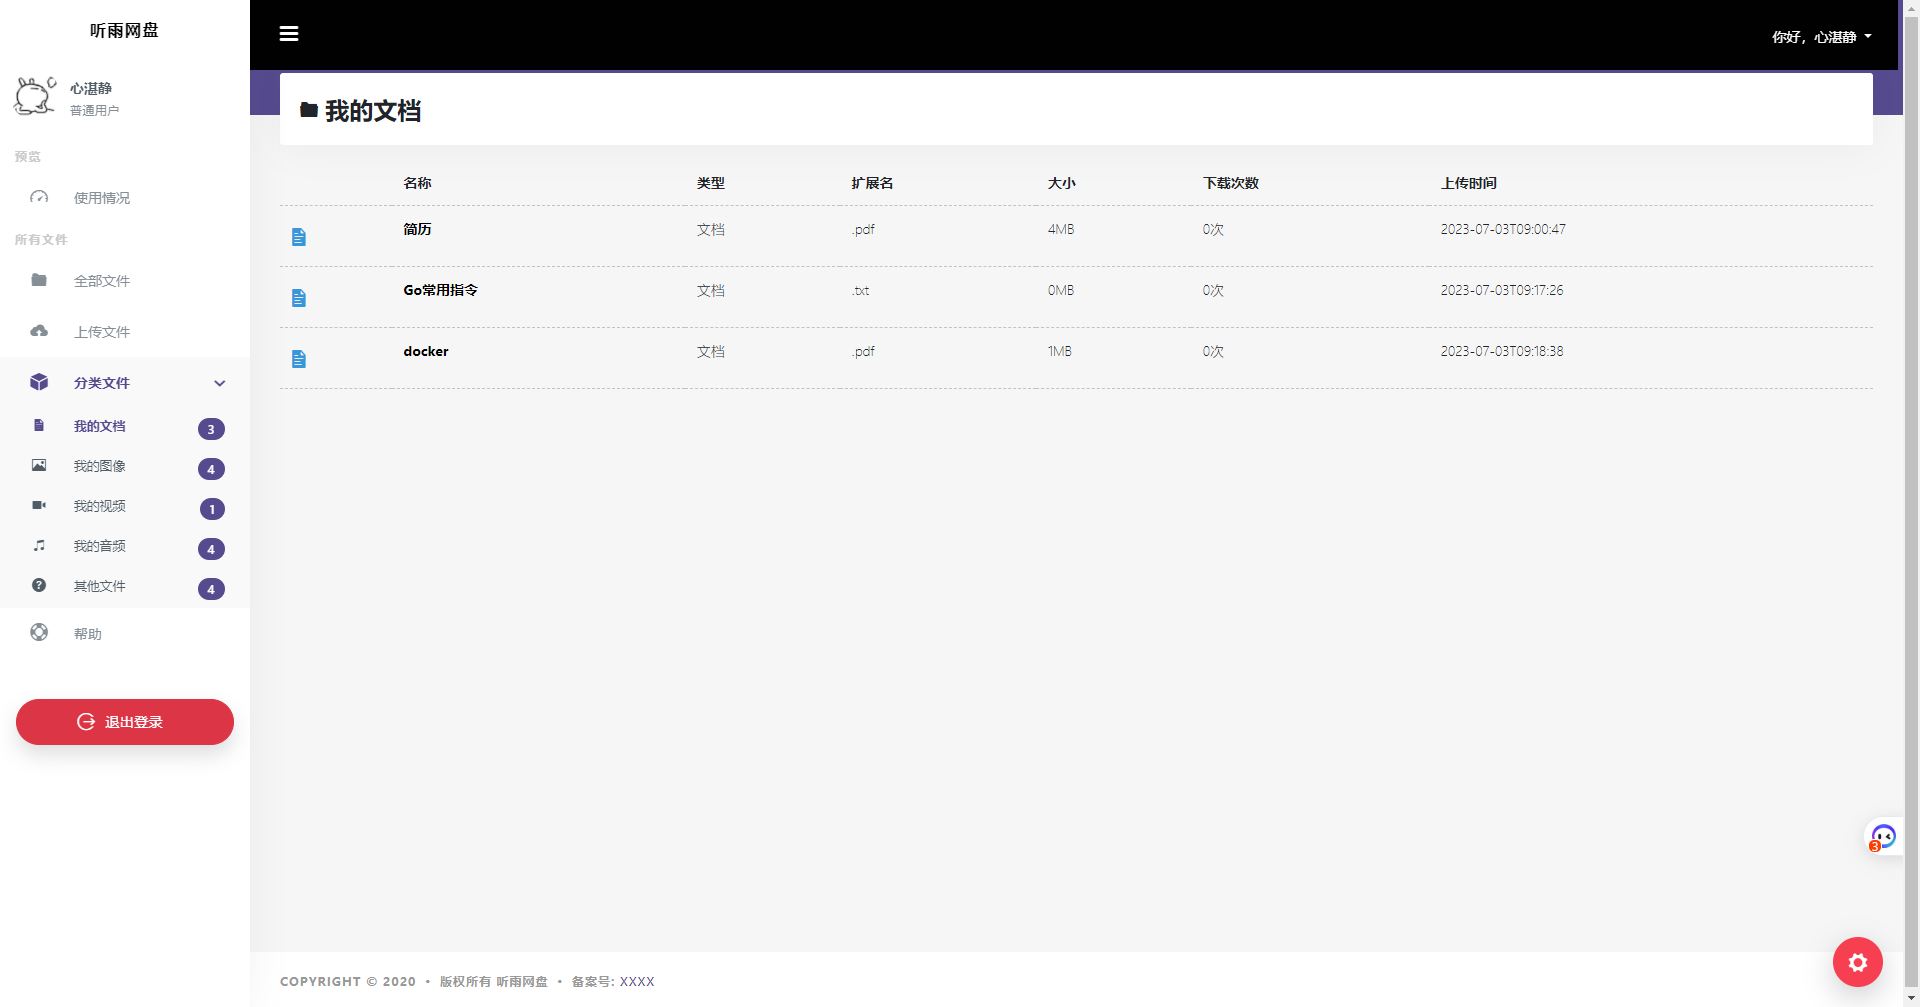 听雨网盘
心湛静
普通用户
预览
使用情况
所有文件
全部文件
上传文件
分类文件
我的文档 3
我的图像 4
我的视频 1
我的音频 4
其他文件 4
帮助
退出登录
你好，心湛静
我的文档
名称 类型 扩展名 大小 下载次数 上传时间
简历 文档 .pdf 4MB 0次 2023-07-03T09:00:47
Go常用指令 文档 .txt 0MB 0次 2023-07-03T09:17:26
docker 文档 .pdf 1MB 0次 2023-07-03T09:18:38
3
COPYRIGHT © 2020 • 版权所有 听雨网盘 • 备案号: XXXX